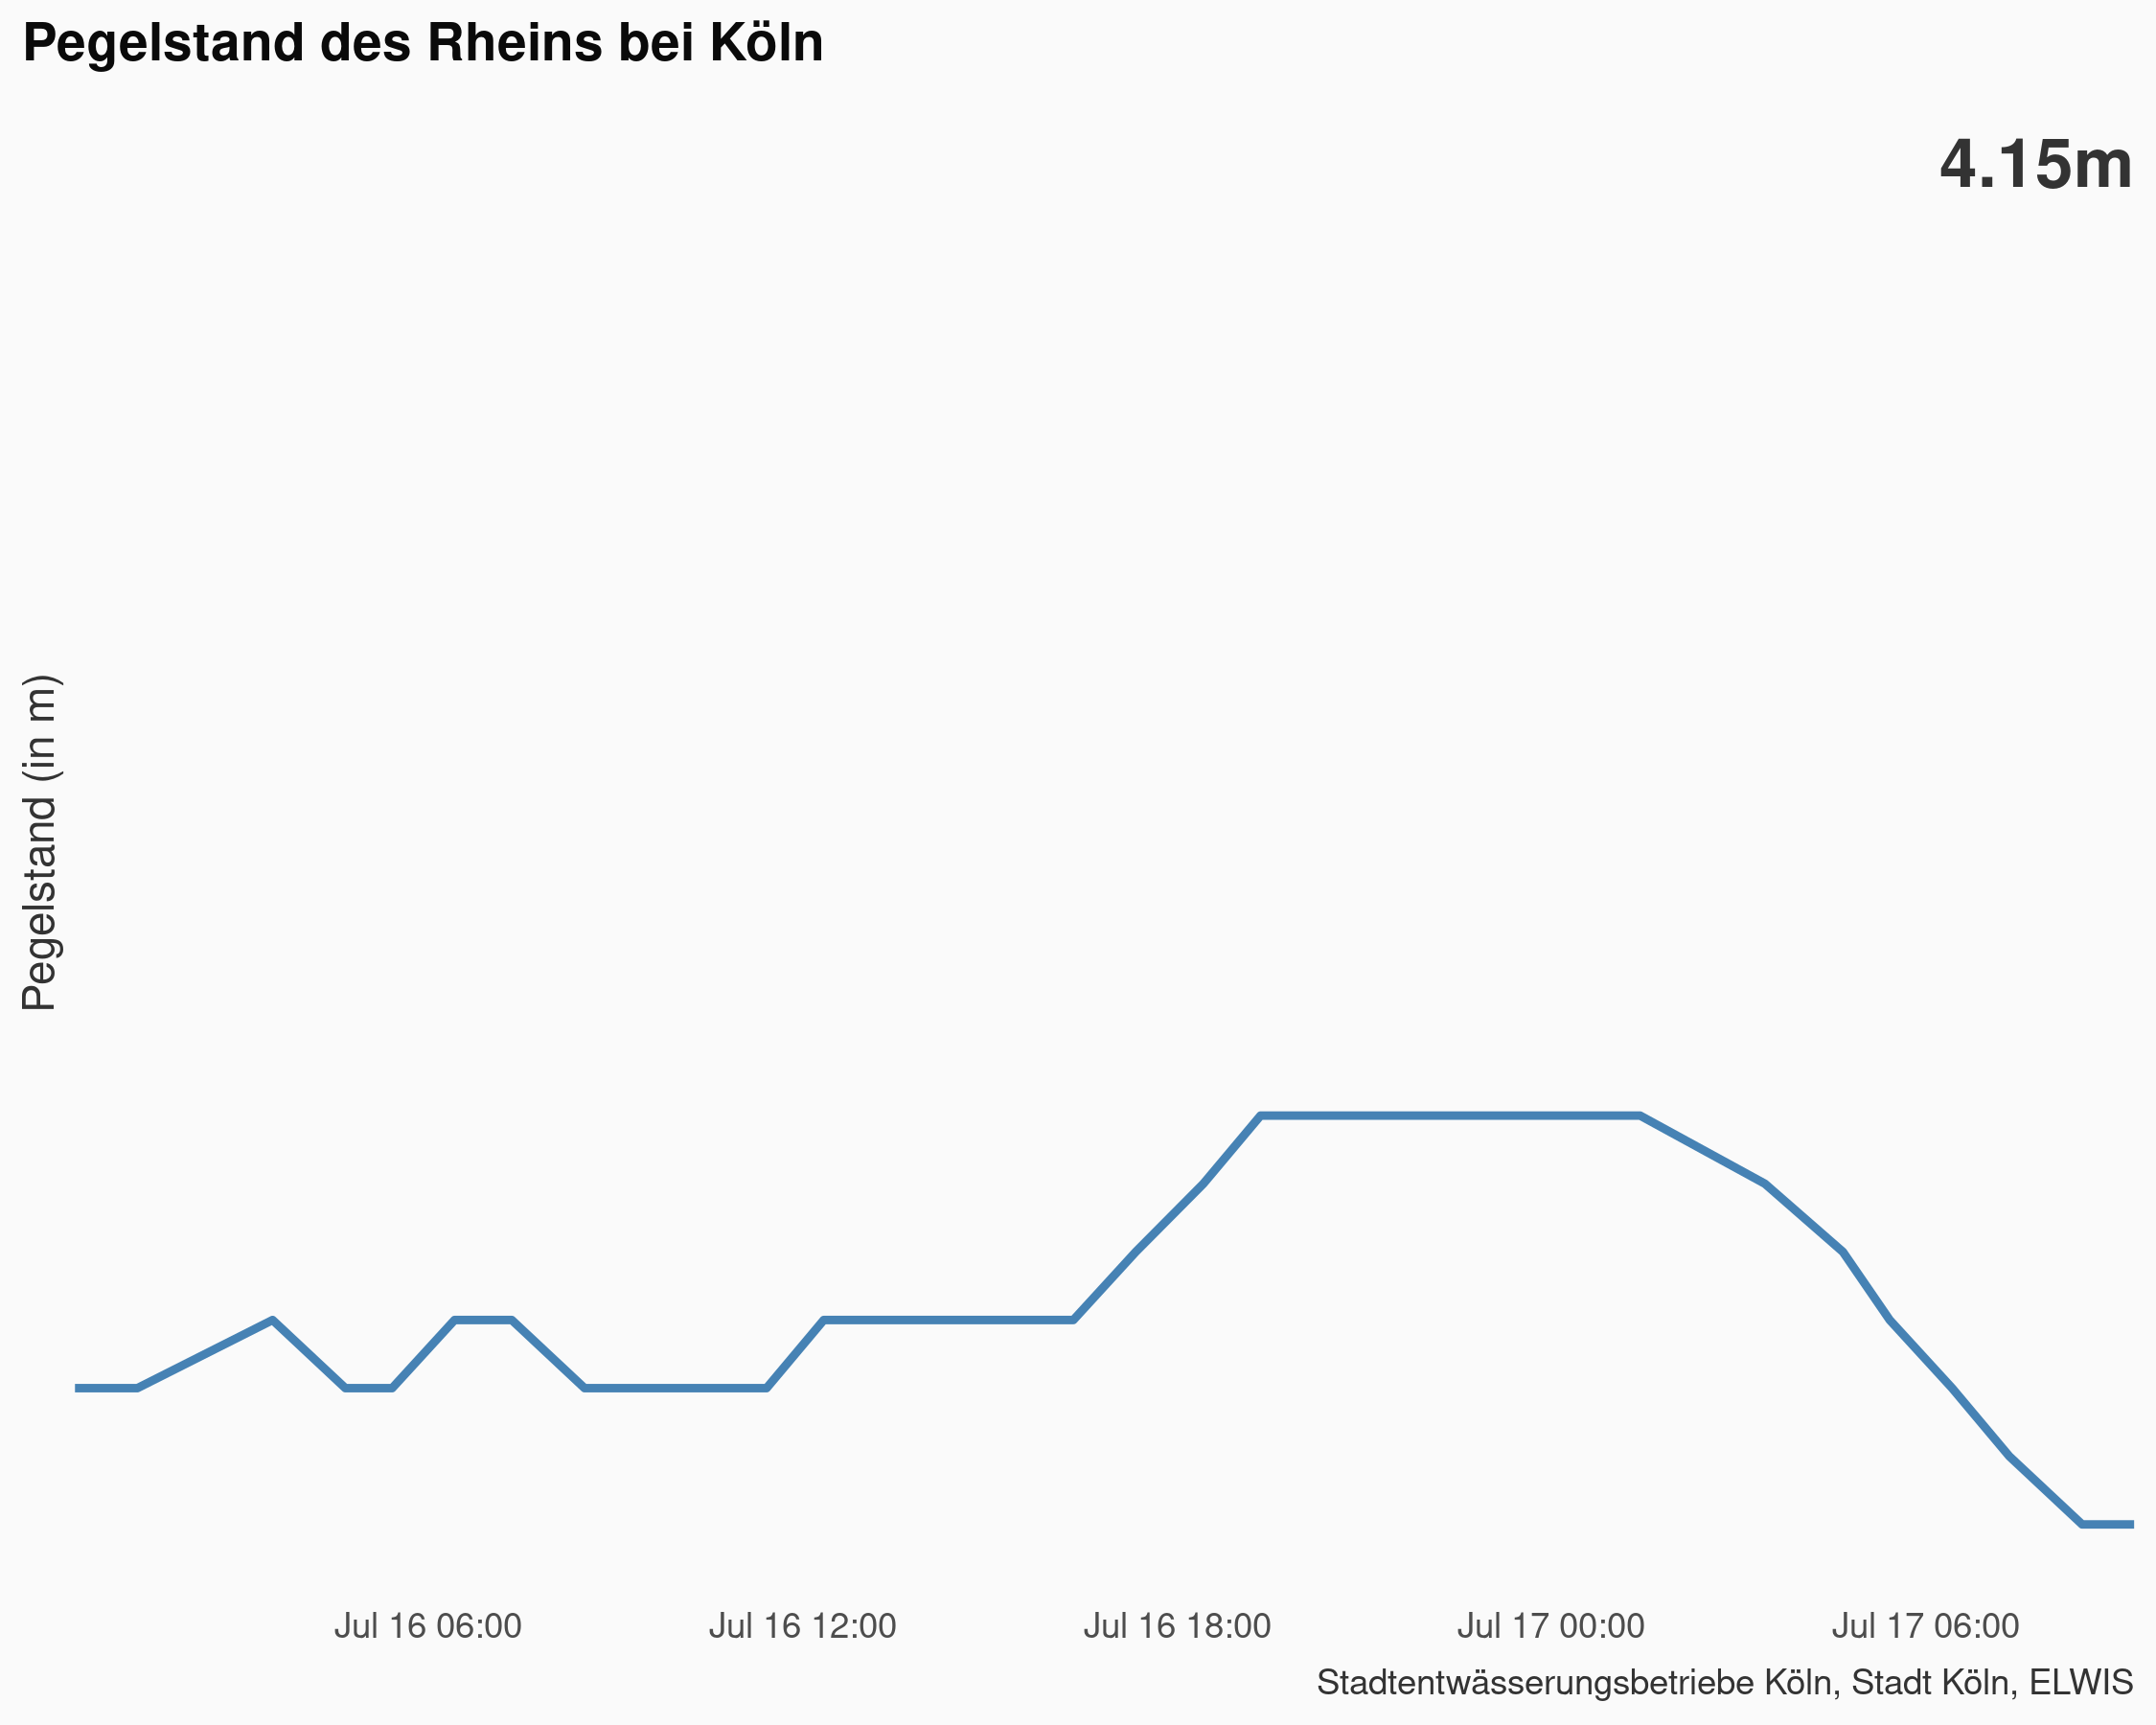 Pegelstand des Rheins bei Köln
4.15m
Pegelstand (in m)
Jul 16 06:00
Jul 16 12:00
Jul 16 18:00
Jul 17 00:00
Jul 17 06:00
Stadtentwässerungsbetriebe Köln, Stadt Köln, ELWIS